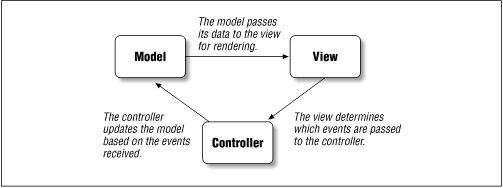 The model passes
its data to the view
for rendering.
Model
View
The controller
updates the model
based on the events
received.
The view determines
which events are passed
to the controller.
Controller